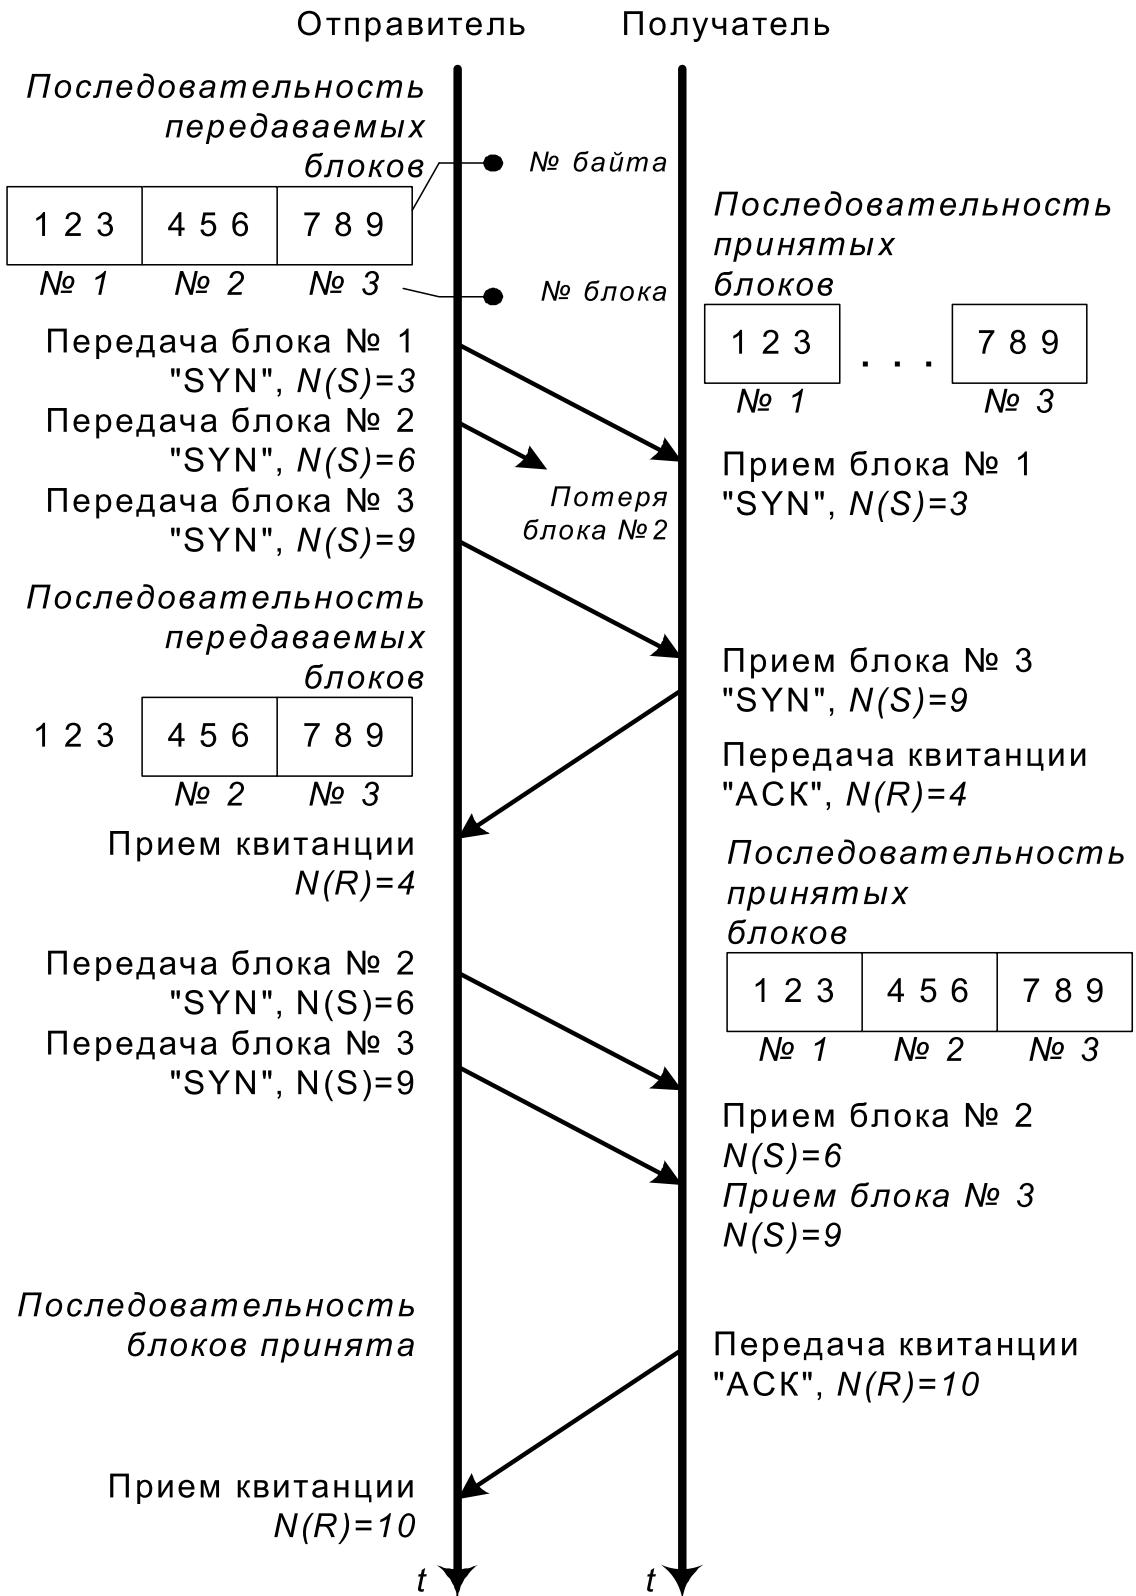 Отправитель
Получатель
Последовательность
передаваемых
блоков
№ байта
1 2 3 4 5 6 7 8 9
№ 1 № 2 № 3
№ блока
Последовательность
принятых
блоков
1 2 3 . . . 7 8 9
№ 1 № 3
Передача блока № 1
"SYN", N(S)=3
Передача блока № 2
"SYN", N(S)=6
Передача блока № 3
"SYN", N(S)=9
Потеря
блока №2
Прием блока № 1
"SYN", N(S)=3
Последовательность
передаваемых
блоков
1 2 3 4 5 6 7 8 9
№ 2 № 3
Прием блока № 3
"SYN", N(S)=9
Передача квитанции
"АСК", N(R)=4
Прием квитанции
N(R)=4
Последовательность
принятых
блоков
1 2 3 4 5 6 7 8 9
№ 1 № 2 № 3
Передача блока № 2
"SYN", N(S)=6
Передача блока № 3
"SYN", N(S)=9
Прием блока № 2
N(S)=6
Прием блока № 3
N(S)=9
Последовательность
блоков принята
Передача квитанции
"АСК", N(R)=10
Прием квитанции
N(R)=10
t
t